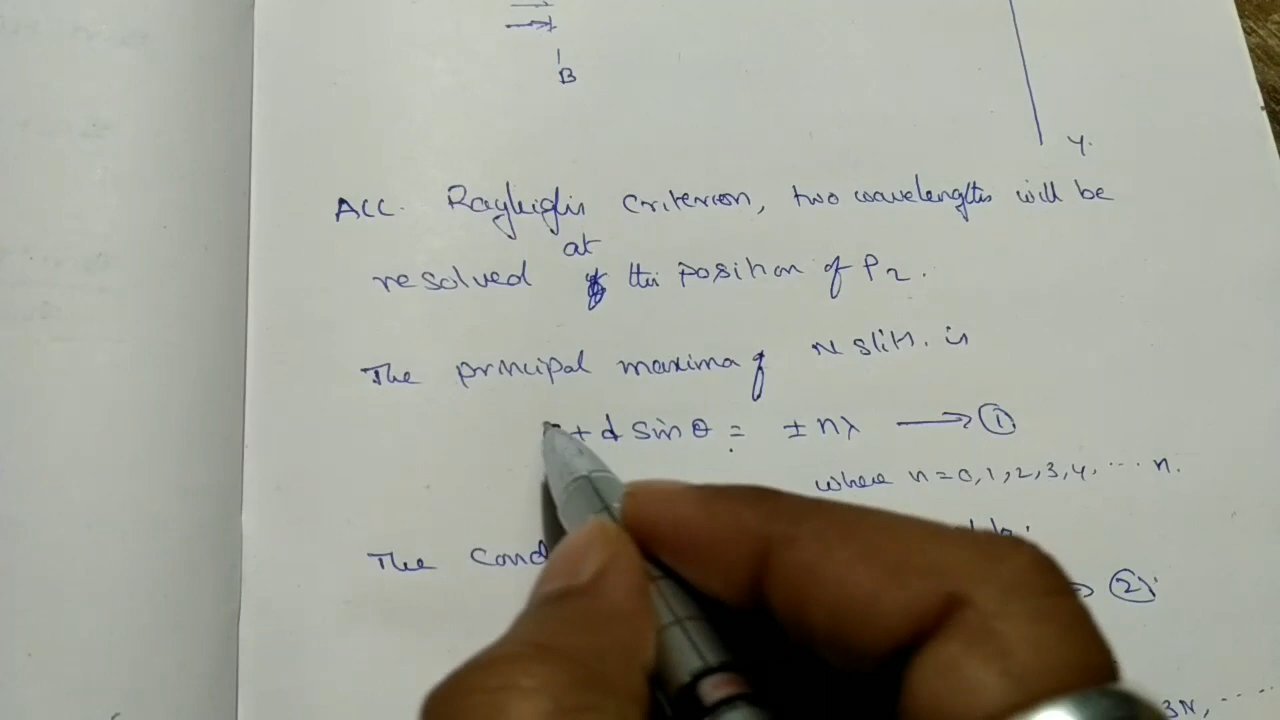 B
Y.
ACC. Rayleigh's criterion, two wavelengths will be
at
resolved the position of P2.
The principal maxima of N slits. is
+ d sin θ = ± nλ → ①
where n = 0, 1, 2, 3, 4, ... n.
The Cond
②
3N, ...